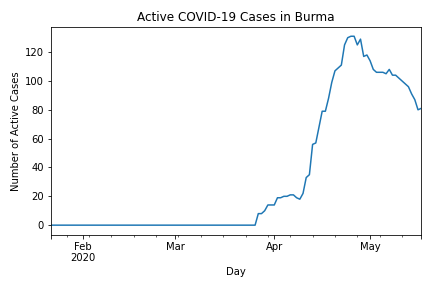 Active COVID-19 Cases in Burma
Number of Active Cases
120
100
80
60
40
20
0
Feb
2020
Mar
Apr
May
Day